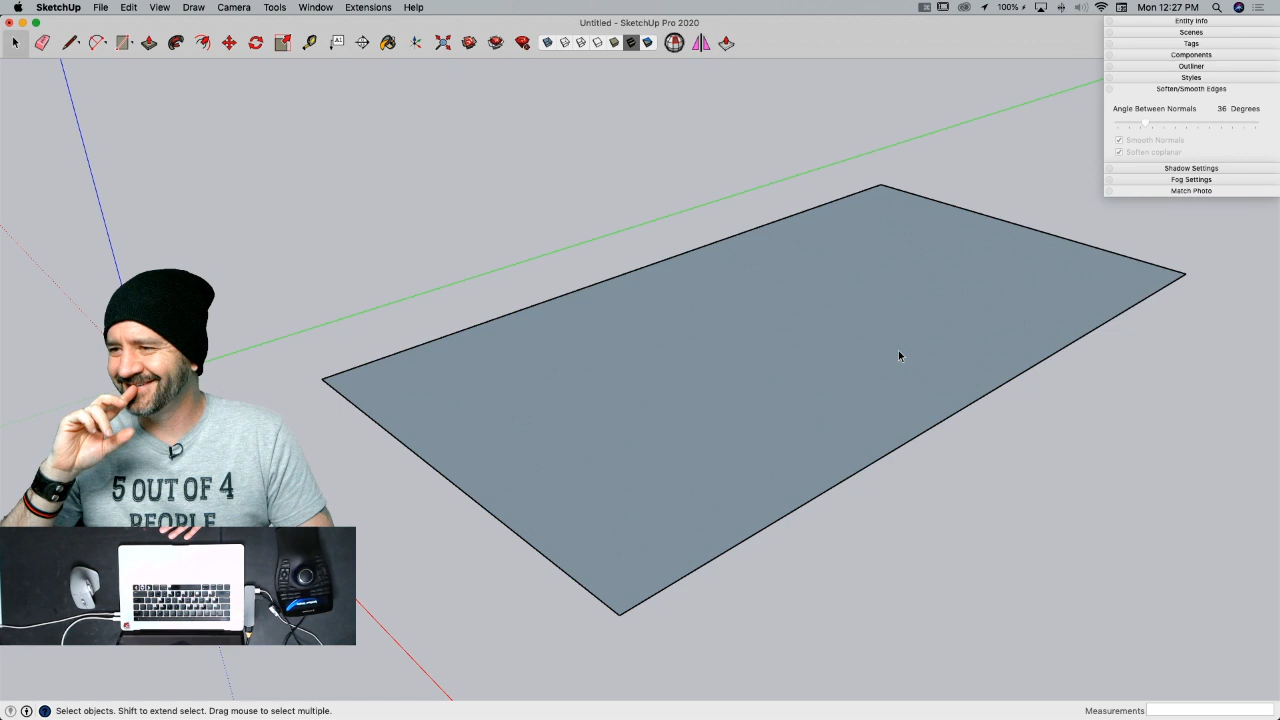 SketchUp File Edit View Draw Camera Tools Window Extensions Help
100% Mon 12:27 PM
Untitled - SketchUp Pro 2020
Entity Info
Scenes
Tags
Components
Outliner
Styles
Soften/Smooth Edges
Angle Between Normals 36 Degrees
Smooth Normals
Soften coplanar
Shadow Settings
Fog Settings
Match Photo
5 OUT OF 4
PEOPLE
Select objects. Shift to extend select. Drag mouse to select multiple.
Measurements